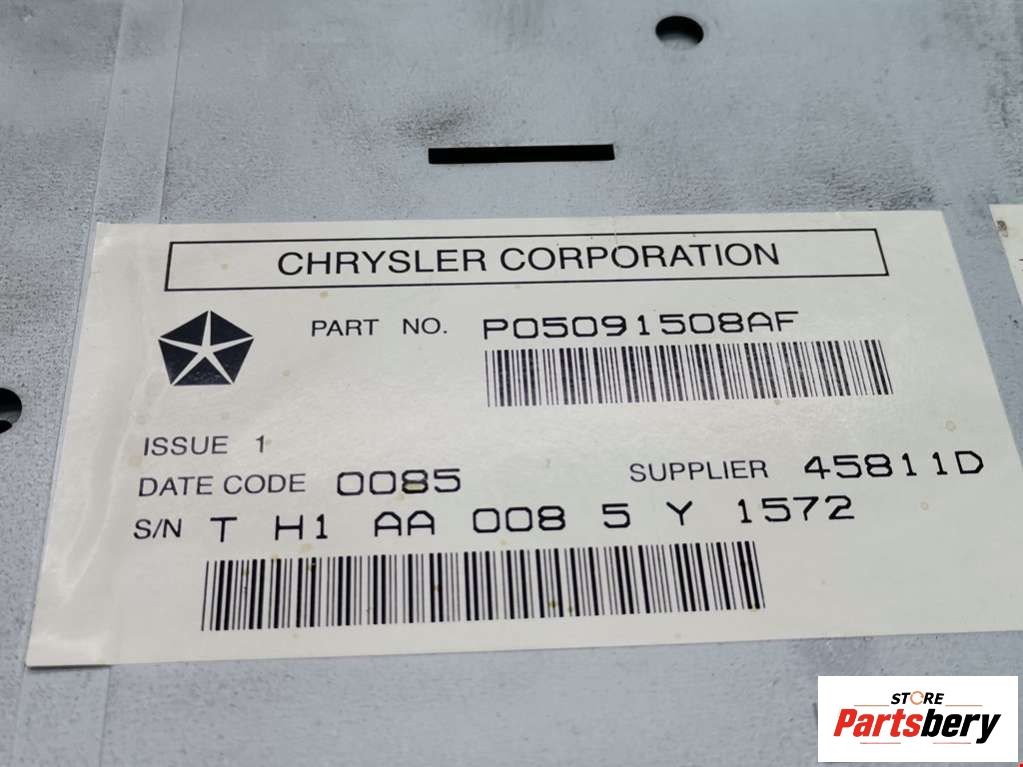 CHRYSLER CORPORATION
PART NO. P05091508AF
ISSUE 1
DATE CODE 0085 SUPPLIER 45811D
S/N T H1 AA 008 5 Y 1572
STORE
Partsbery